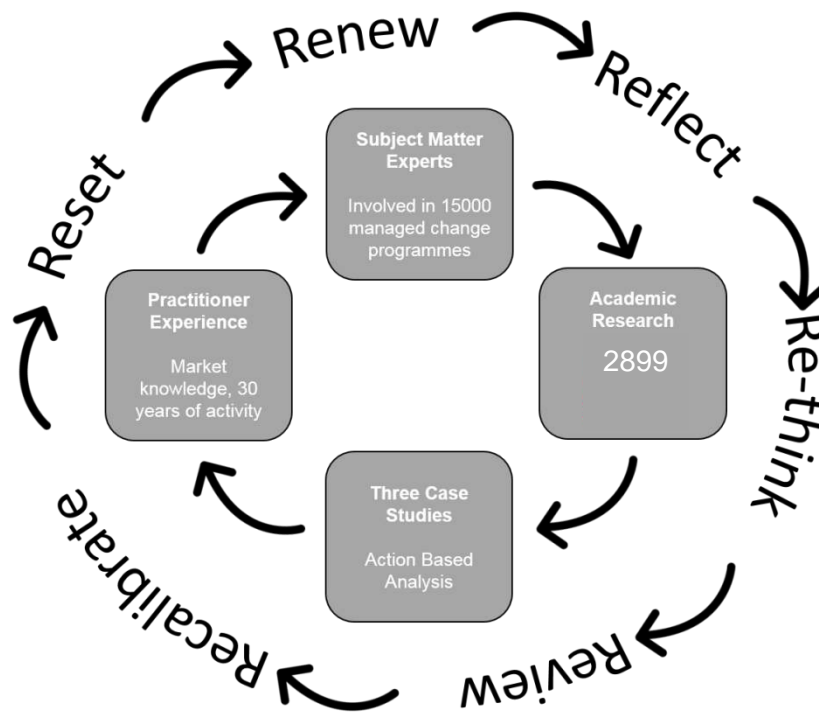 Renew
Reflect
Re-think
Review
Recalibrate
Reset
Subject Matter
Experts
Involved in 15000
managed change
programmes
Academic
Research
2899
Three Case
Studies
Action Based
Analysis
Practitioner
Experience
Market
knowledge, 30
years of activity